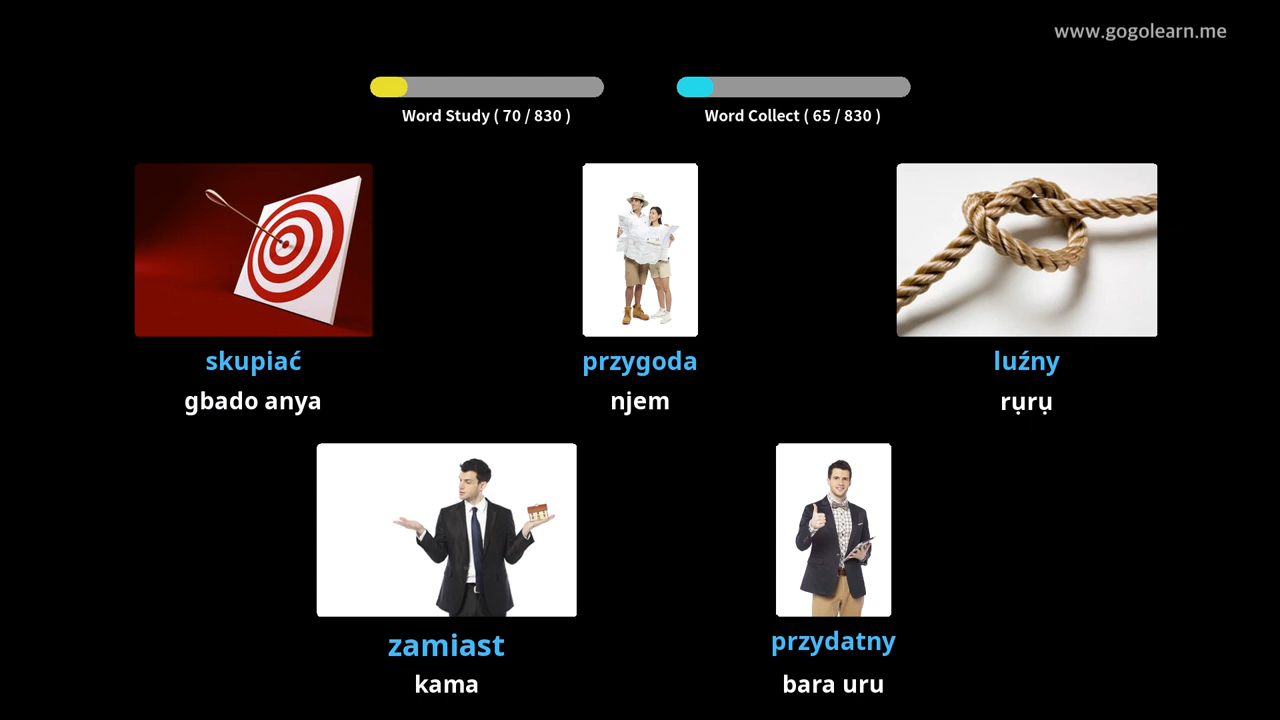 www.gogolearn.me
Word Study ( 70 / 830 )
Word Collect ( 65 / 830 )
skupiać
gbado anya
przygoda
njem
luźny
rụrụ
zamiast
kama
przydatny
bara uru